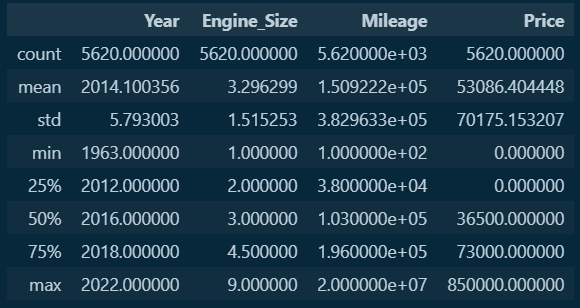 Year Engine_Size Mileage Price
count 5620.000000 5620.000000 5.620000e+03 5620.000000
mean 2014.100356 3.296299 1.509222e+05 53086.404448
std 5.793003 1.515253 3.829633e+05 70175.153207
min 1963.000000 1.000000 1.000000e+02 0.000000
25% 2012.000000 2.000000 3.800000e+04 0.000000
50% 2016.000000 3.000000 1.030000e+05 36500.000000
75% 2018.000000 4.500000 1.960000e+05 73000.000000
max 2022.000000 9.000000 2.000000e+07 850000.000000